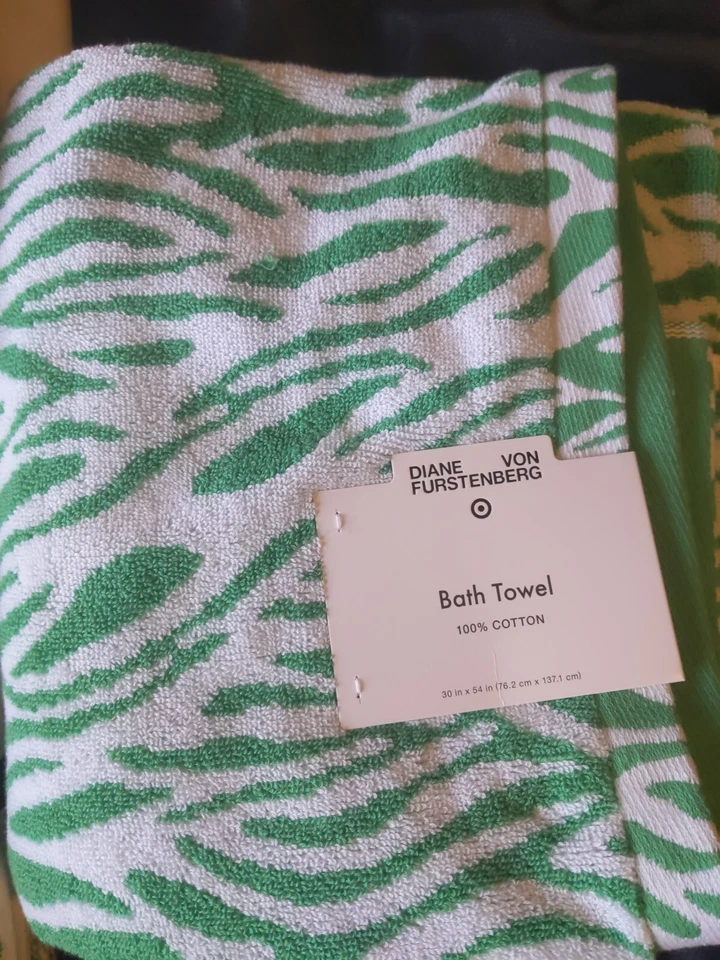 DIANE VON
FURSTENBERG
Bath Towel
100% COTTON
30 in x 54 in (76.2 cm x 137.1 cm)